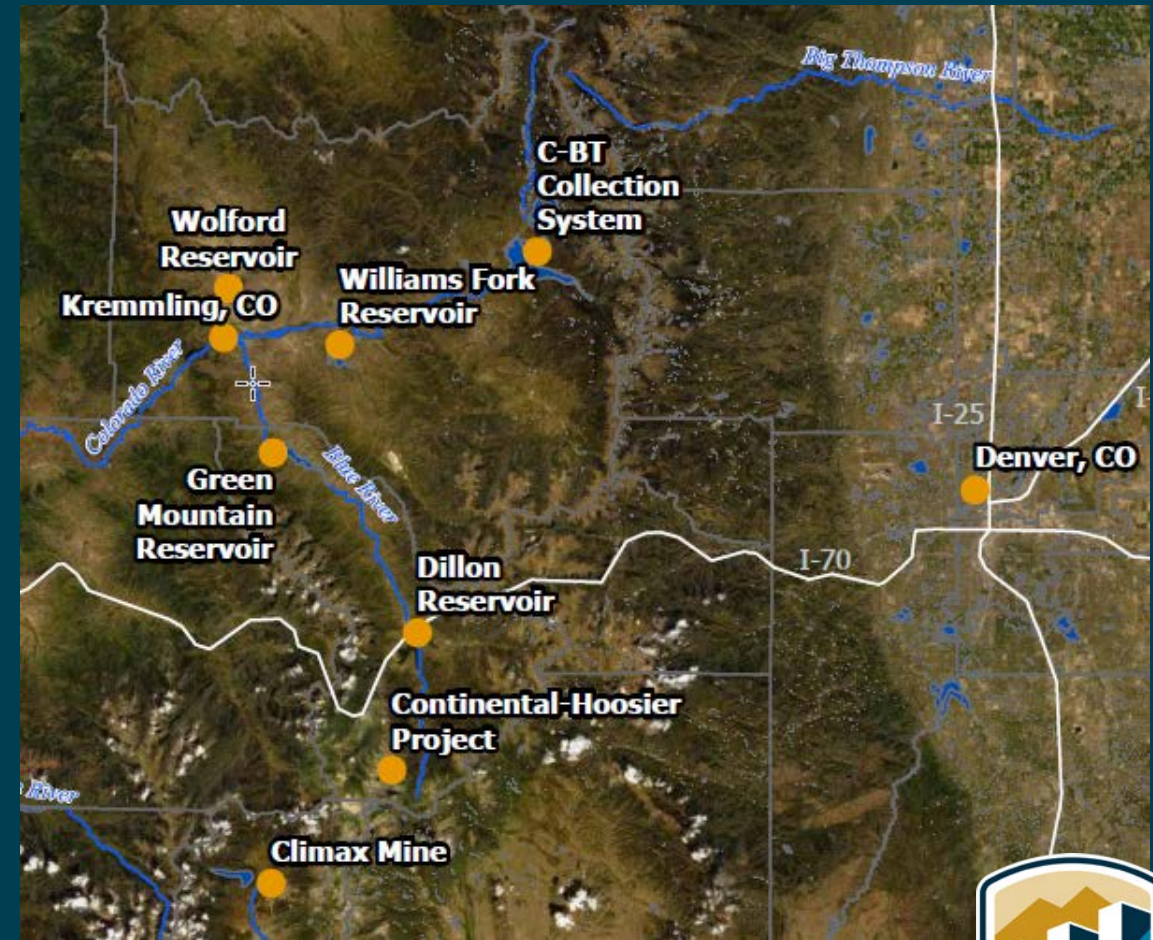 Big Thompson River
C-BT
Collection
System
Wolford
Reservoir
Williams Fork
Reservoir
Kremmling, CO
Colorado River
I-25
I-
Denver, CO
Green
Mountain
Reservoir
Blue River
Dillon
Reservoir
I-70
Continental-Hoosier
Project
River
Climax Mine